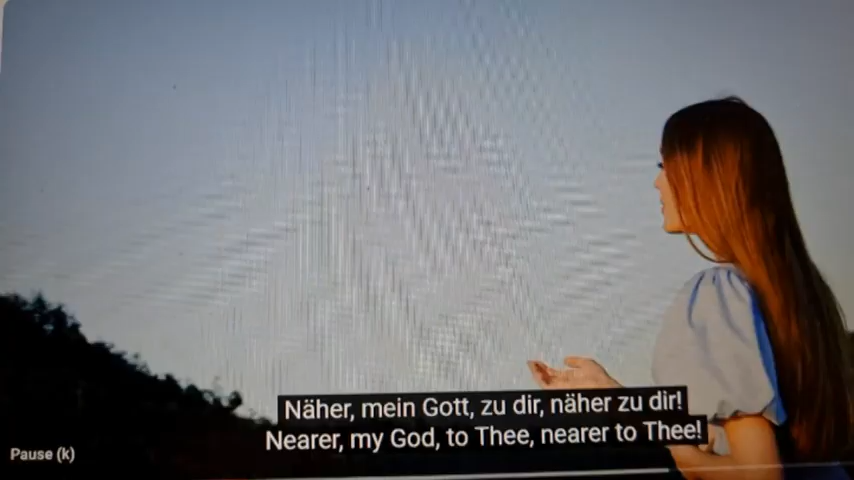 Näher, mein Gott, zu dir, näher zu dir!
Nearer, my God, to Thee, nearer to Thee!
Pause (k)